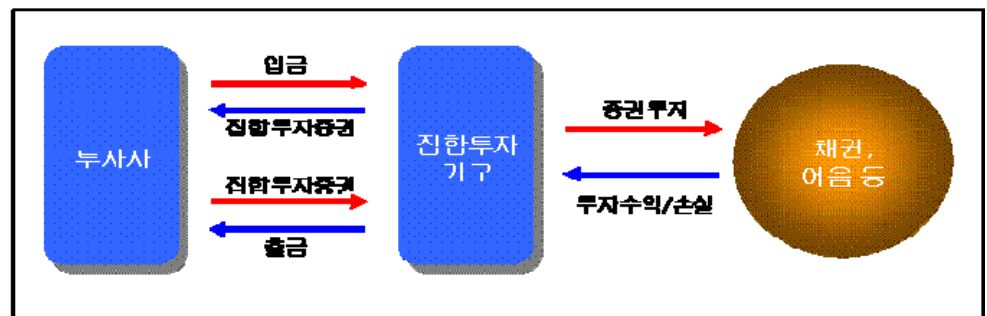 입금
집합투자증권
투자자
집합투자증권
출금
집합투자
기구
증권투자
투자수익/손실
채권,
어음 등